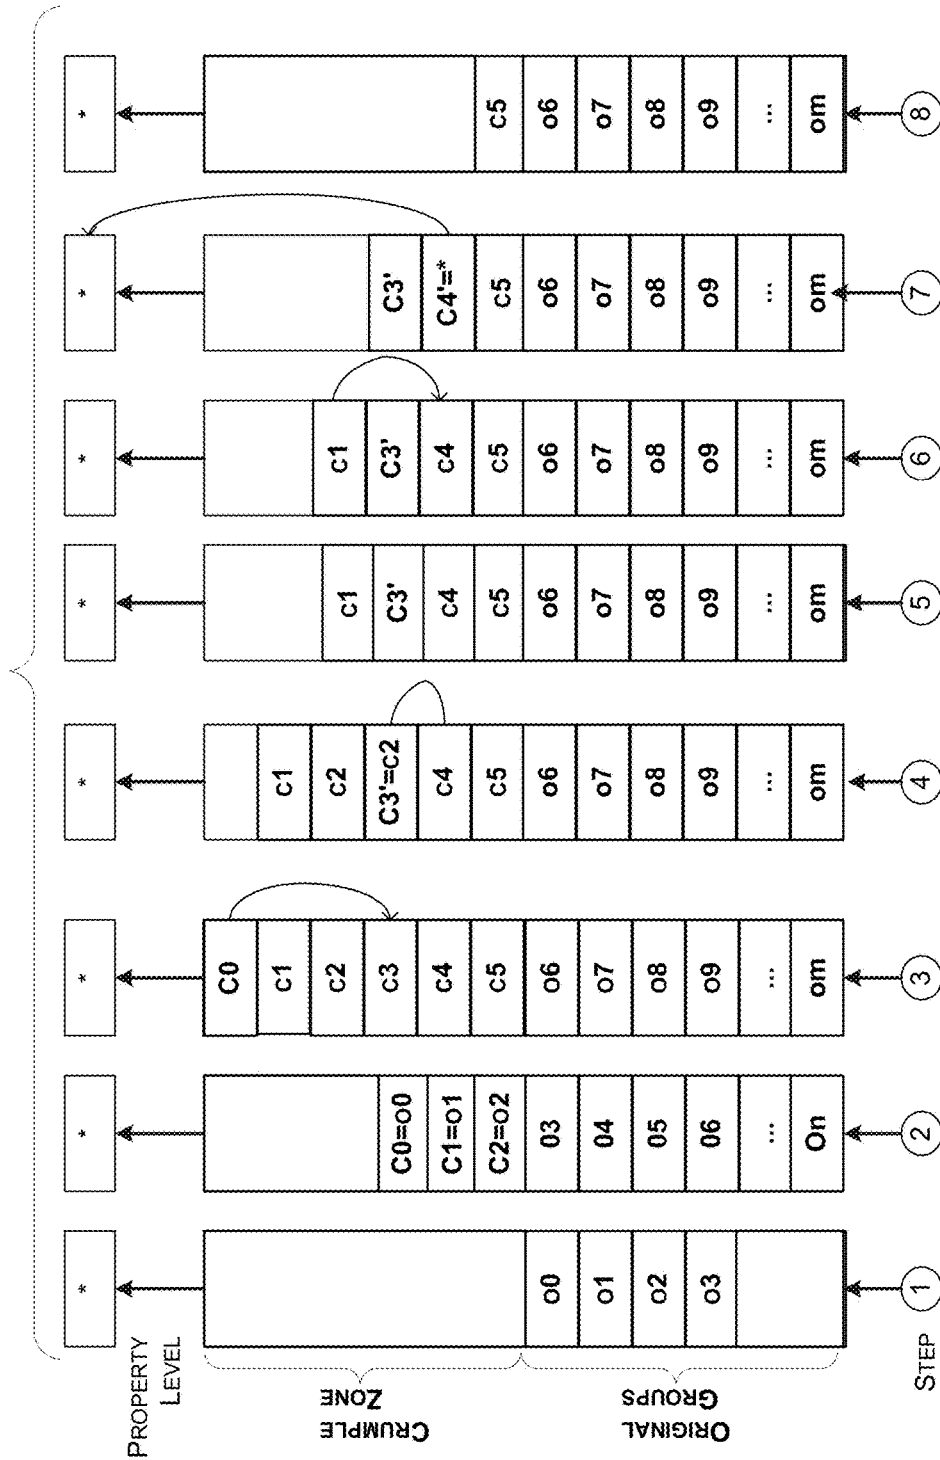 PROPERTY
LEVEL
CRUMPLE
ZONE
ORIGINAL
GROUPS
STEP
*
o0
o1
o2
o3
1
*
C0=o0
C1=o1
C2=o2
03
04
05
06
...
On
2
*
C0
c1
c2
c3
c4
c5
o6
o7
o8
o9
...
om
3
*
c1
c2
C3'=c2
c4
c5
o6
o7
o8
o9
...
om
4
*
c1
C3'
c4
c5
o6
o7
o8
o9
...
om
5
*
c1
C3'
c4
c5
o6
o7
o8
o9
...
om
6
*
C3'
C4'=*
c5
o6
o7
o8
o9
...
om
7
*
c5
o6
o7
o8
o9
...
om
8